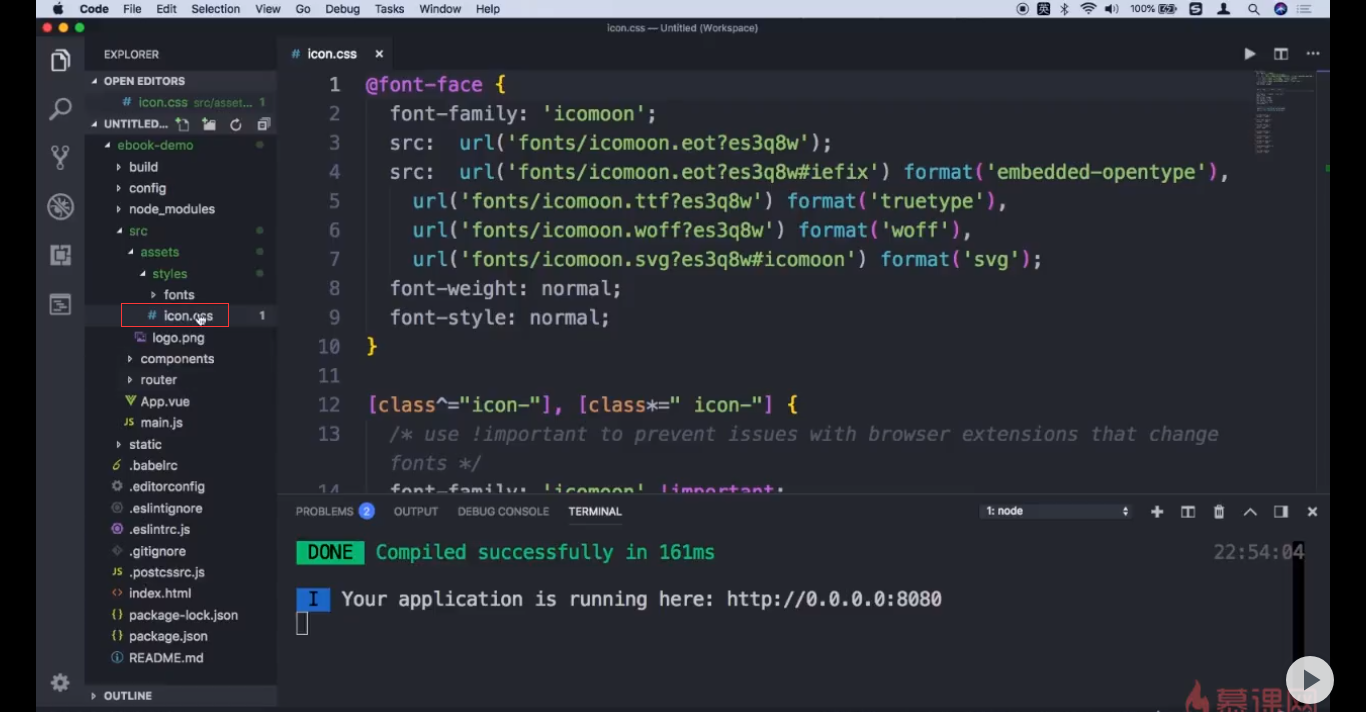 Code File Edit Selection View Go Debug Tasks Window Help 英 100%
icon.css — Untitled (Workspace)
EXPLORER
OPEN EDITORS
# icon.css src/asset... 1
UNTITLED...
ebook-demo
build
config
node_modules
src
assets
styles
fonts
# icon.css 1
logo.png
components
router
App.vue
JS main.js
static
.babelrc
.editorconfig
.eslintignore
.eslintrc.js
.gitignore
JS .postcssrc.js
<> index.html
{} package-lock.json
{} package.json
README.md
OUTLINE
# icon.css ×
1 @font-face {
2 font-family: 'icomoon';
3 src: url('fonts/icomoon.eot?es3q8w');
4 src: url('fonts/icomoon.eot?es3q8w#iefix') format('embedded-opentype'),
5 url('fonts/icomoon.ttf?es3q8w') format('truetype'),
6 url('fonts/icomoon.woff?es3q8w') format('woff'),
7 url('fonts/icomoon.svg?es3q8w#icomoon') format('svg');
8 font-weight: normal;
9 font-style: normal;
10 }
11
12 [class^="icon-"], [class*=" icon-"] {
13 /* use !important to prevent issues with browser extensions that change
fonts */
14 font-family: 'icomoon' !important;
PROBLEMS 2 OUTPUT DEBUG CONSOLE TERMINAL 1: node
DONE Compiled successfully in 161ms 22:54:04
I Your application is running here: http://0.0.0.0:8080
慕课网